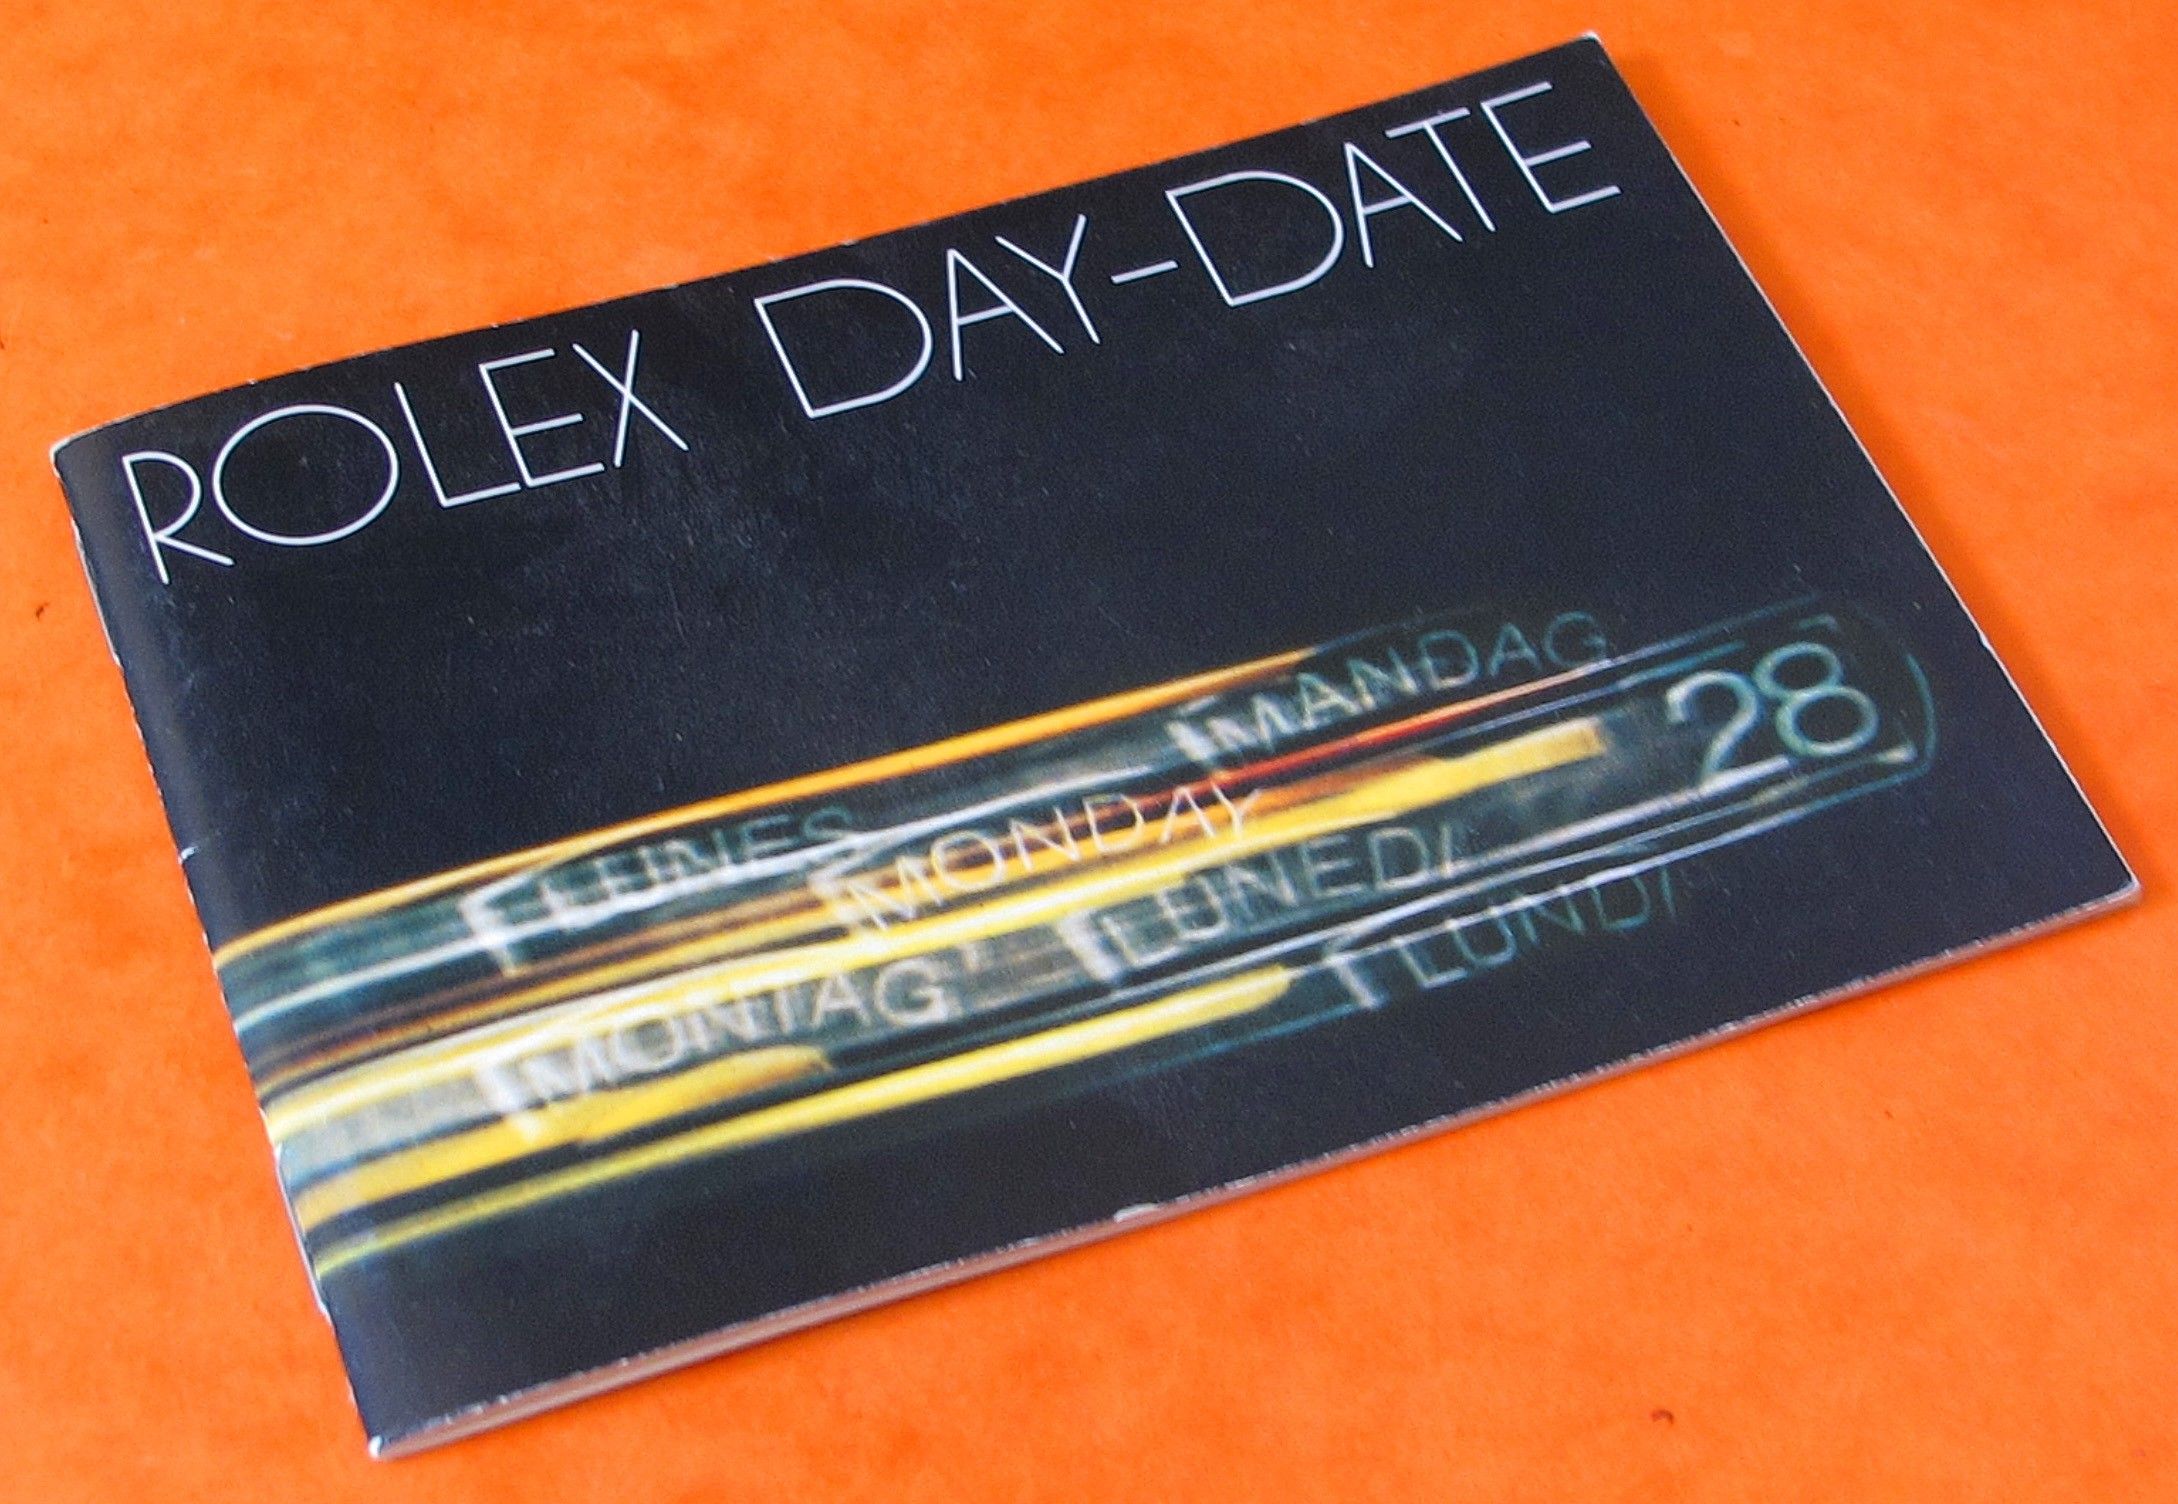 ROLEX DAY-DATE
MANDAG
28
LUNES
MONDAY
LUNEDI
MONTAG
LUNDI